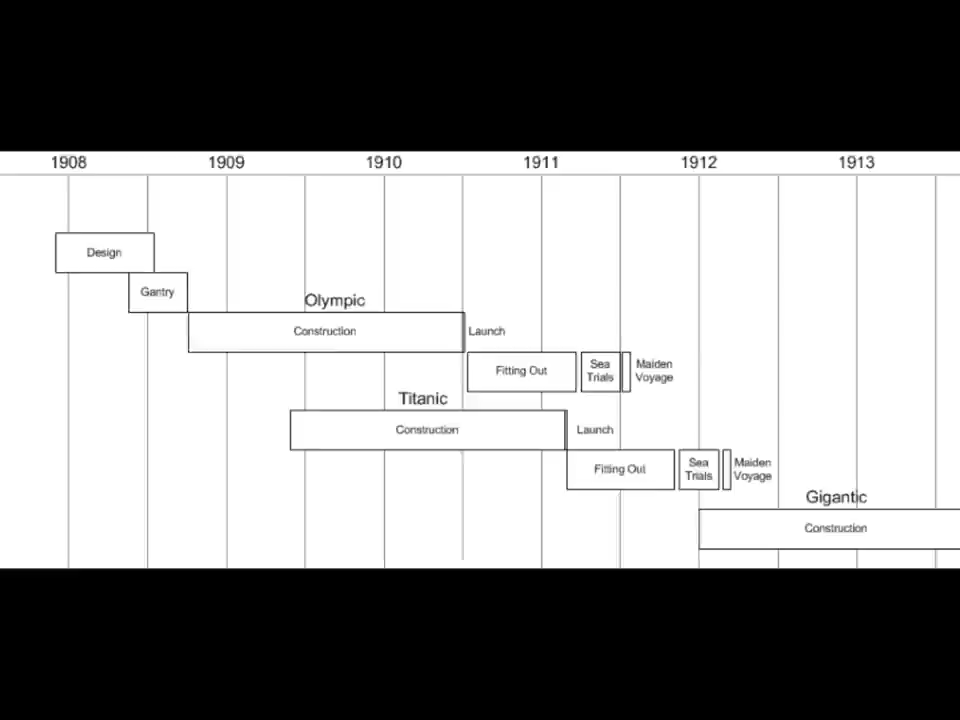 1908 1909 1910 1911 1912 1913
Design
Gantry
Olympic
Construction
Launch
Fitting Out
Sea
Trials
Maiden
Voyage
Titanic
Construction
Launch
Fitting Out
Sea
Trials
Maiden
Voyage
Gigantic
Construction